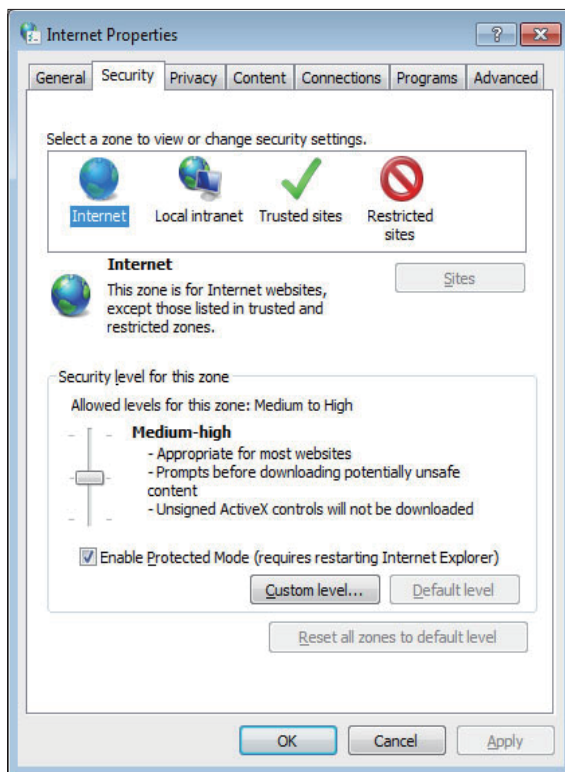 Internet Properties
General Security Privacy Content Connections Programs Advanced
Select a zone to view or change security settings.
Internet Local intranet Trusted sites Restricted
sites
Internet
This zone is for Internet websites,
except those listed in trusted and
restricted zones.
Sites
Security level for this zone
Allowed levels for this zone: Medium to High
Medium-high
- Appropriate for most websites
- Prompts before downloading potentially unsafe
content
- Unsigned ActiveX controls will not be downloaded
Enable Protected Mode (requires restarting Internet Explorer)
Custom level... Default level
Reset all zones to default level
OK Cancel Apply